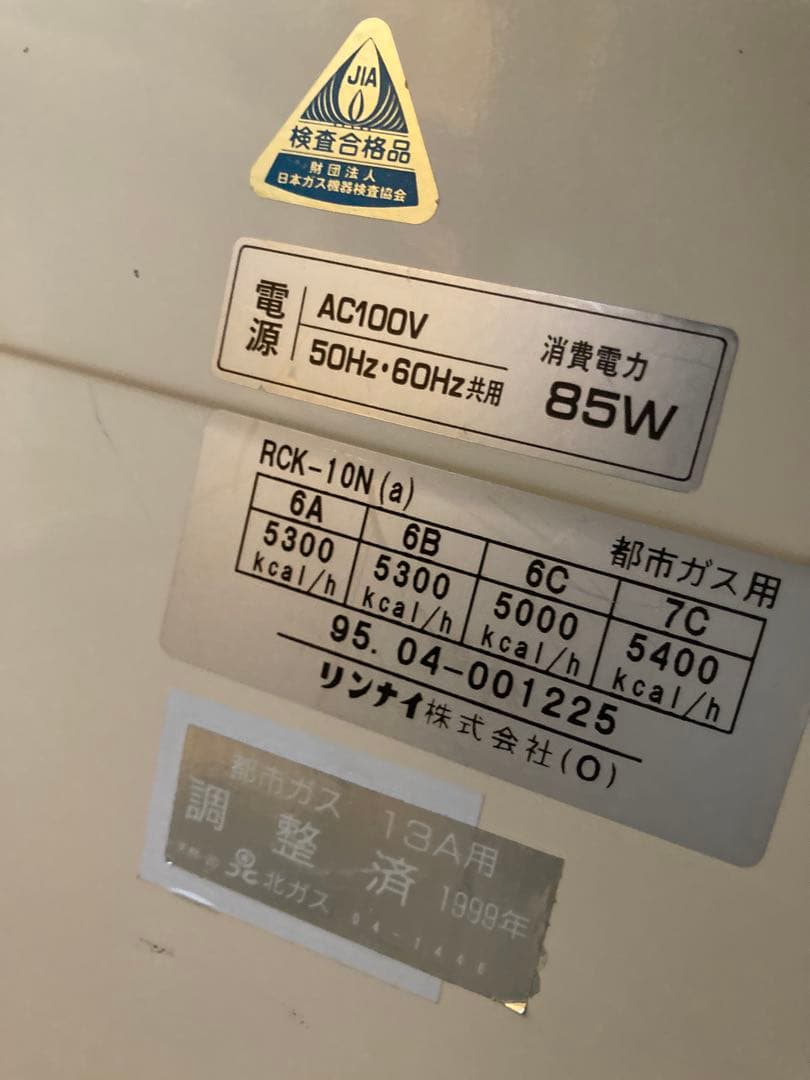 JIA
検査合格品
財団法人
日本ガス機器検査協会
電源
AC100V
50Hz・60Hz共用
消費電力
85W
RCK-10N(a)
都市ガス用
6A 6B 6C 7C
5300 kcal/h 5300 kcal/h 5000 kcal/h 5400 kcal/h
95.04-001225
リンナイ株式会社(O)
都市ガス 13A用
調整済 1999年
北ガス 04-1446